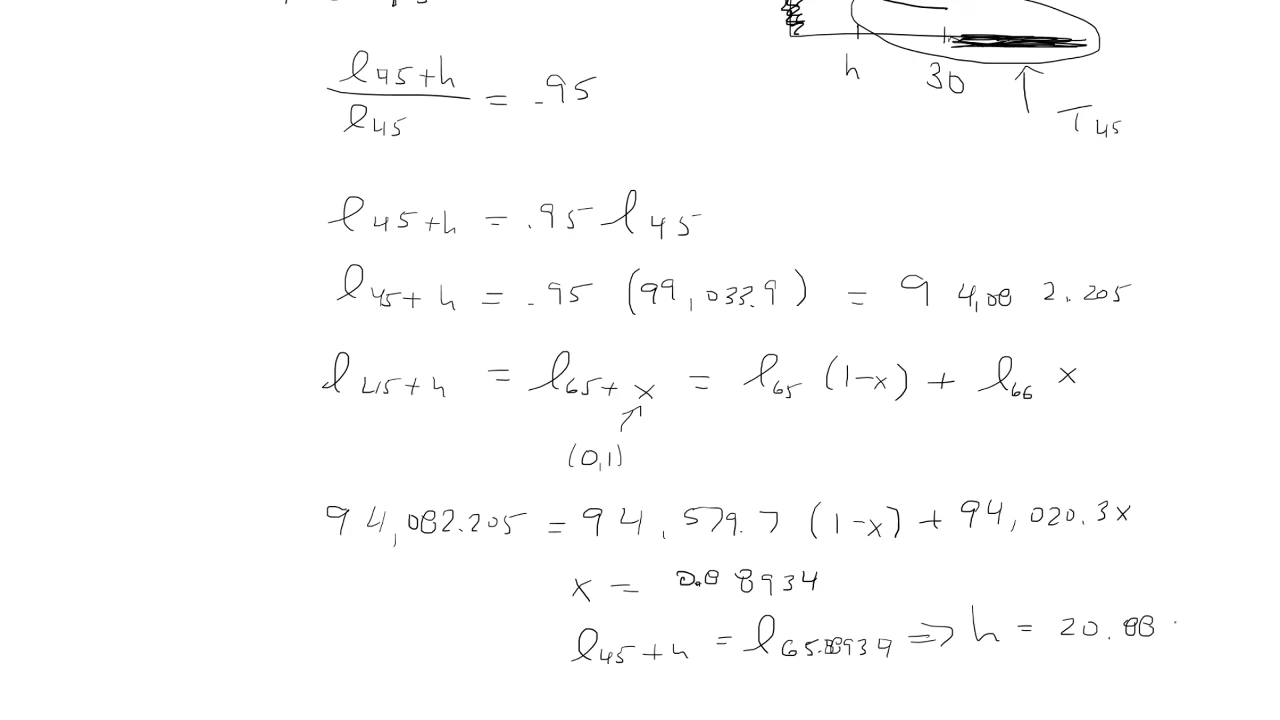 h 30
T45
l45+h / l45 = .95
l45+h = .95 l45
l45+h = .95 (99,033.9) = 94,082.205
l45+h = l65+x = l65 (1-x) + l66 x
(0,1)
94,082.205 = 94,579.7 (1-x) + 94,020.3x
x = 0.88934
l45+h = l65.88934 => h = 20.88